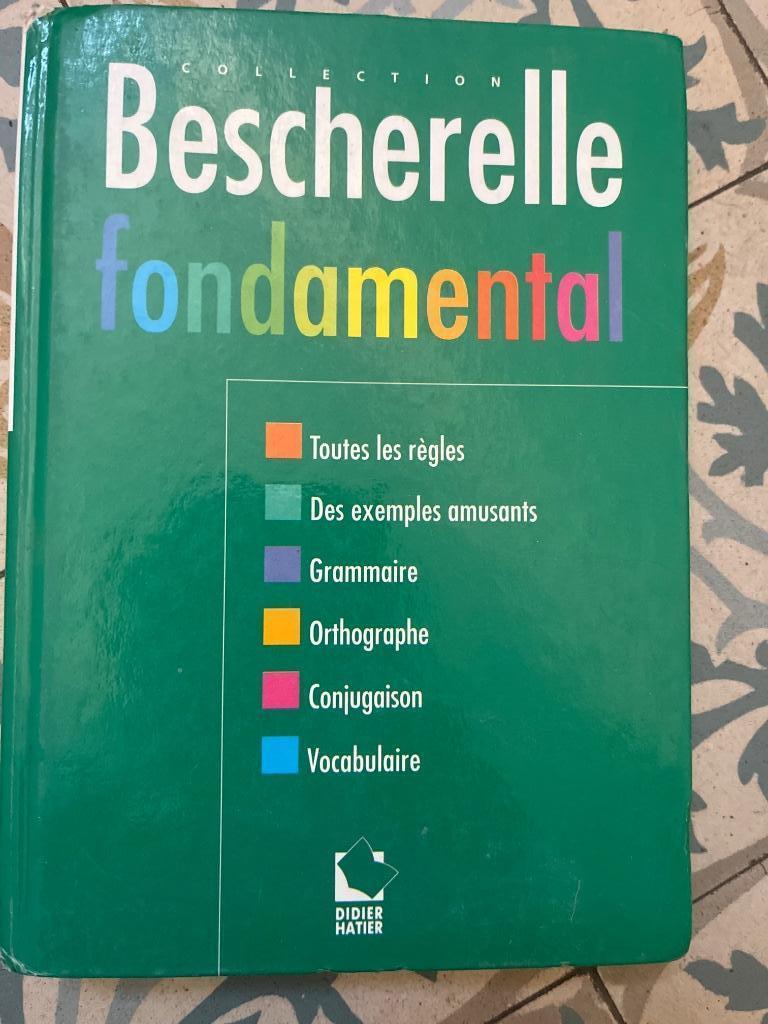 COLLECTION
Bescherelle
fondamental
Toutes les règles
Des exemples amusants
Grammaire
Orthographe
Conjugaison
Vocabulaire
DIDIER
HATIER